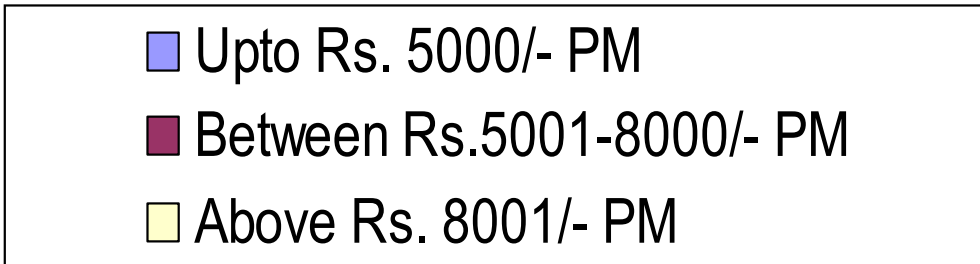 Upto Rs. 5000/- PM
Between Rs.5001-8000/- PM
Above Rs. 8001/- PM